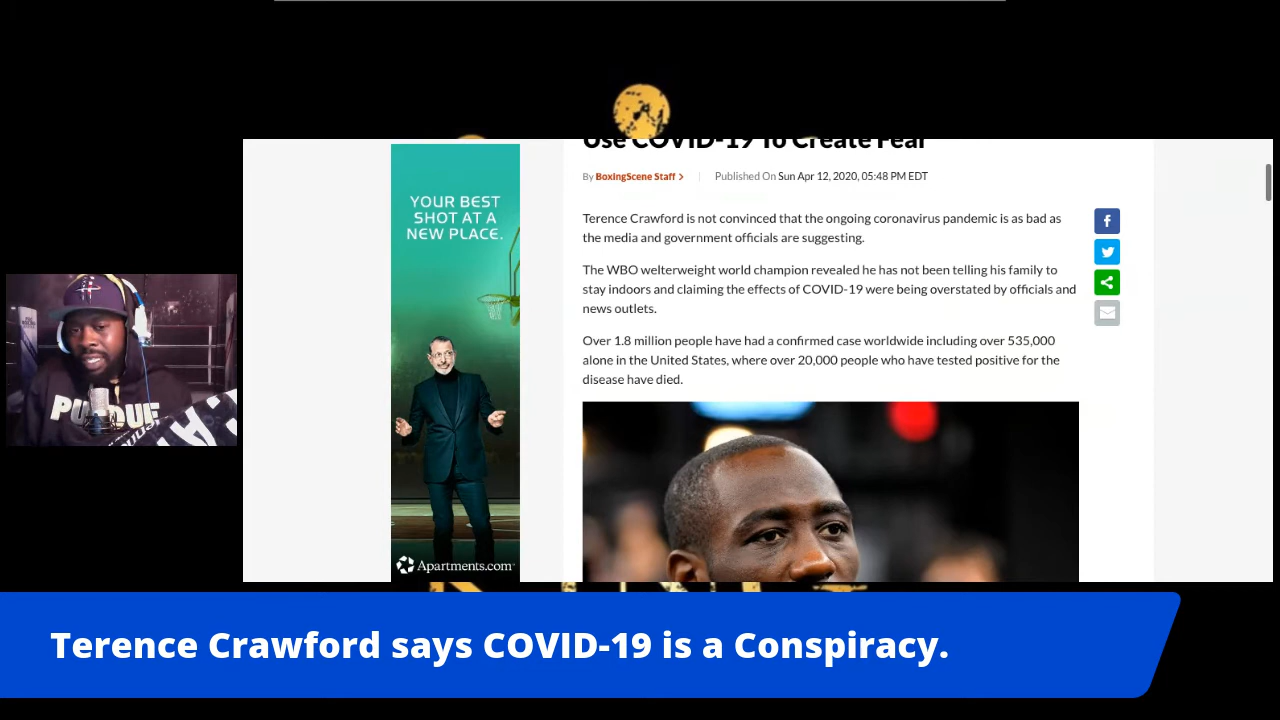 Use COVID-19 To Create Fear
By BoxingScene Staff
Published On Sun Apr 12, 2020, 05:48 PM EDT
YOUR BEST
SHOT AT A
NEW PLACE.
Apartments.com
Terence Crawford is not convinced that the ongoing coronavirus pandemic is as bad as
the media and government officials are suggesting.
The WBO welterweight world champion revealed he has not been telling his family to
stay indoors and claiming the effects of COVID-19 were being overstated by officials and
news outlets.
Over 1.8 million people have had a confirmed case worldwide including over 535,000
alone in the United States, where over 20,000 people who have tested positive for the
disease have died.
PURDUE
Terence Crawford says COVID-19 is a Conspiracy.